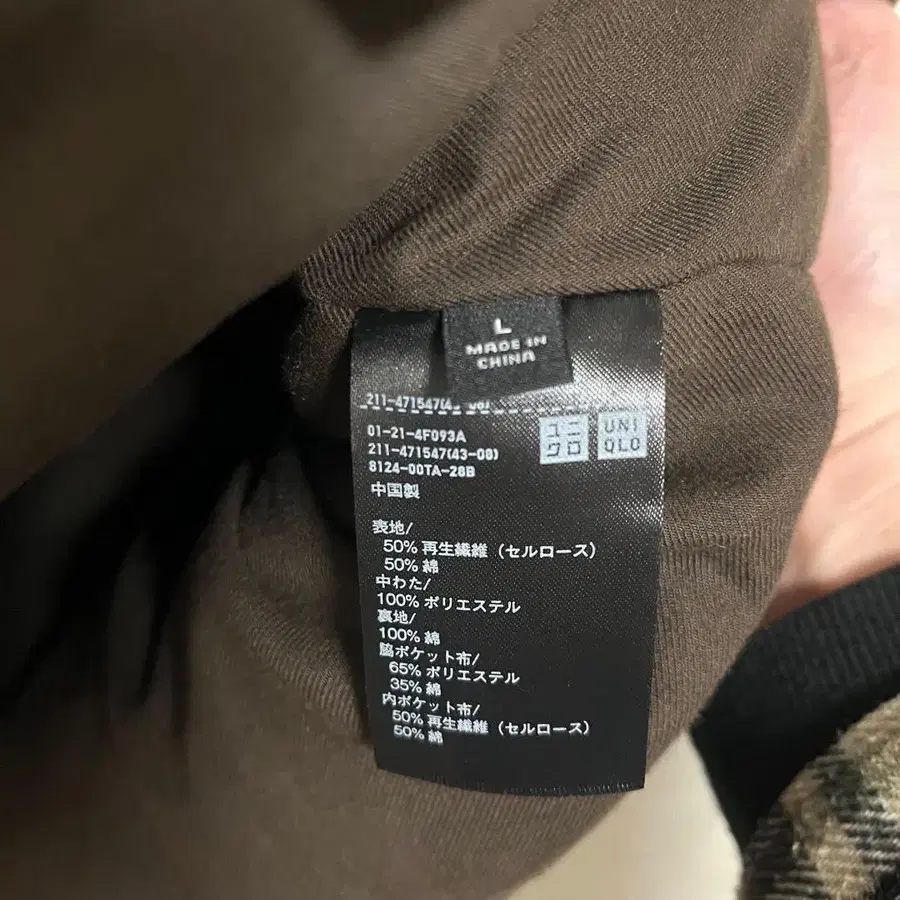 L
MADE IN
CHINA
211-471547(43-08)
01-21-4F093A
211-471547(43-08)
8124-00TA-28B
ユニ
クロ
UNI
QLO
中国製
表地/
50% 再生繊維 (セルロース)
50% 綿
中わた/
100% ポリエステル
裏地/
100% 綿
脇ポケット布/
65% ポリエステル
35% 綿
内ポケット布/
50% 再生繊維 (セルロース)
50% 綿